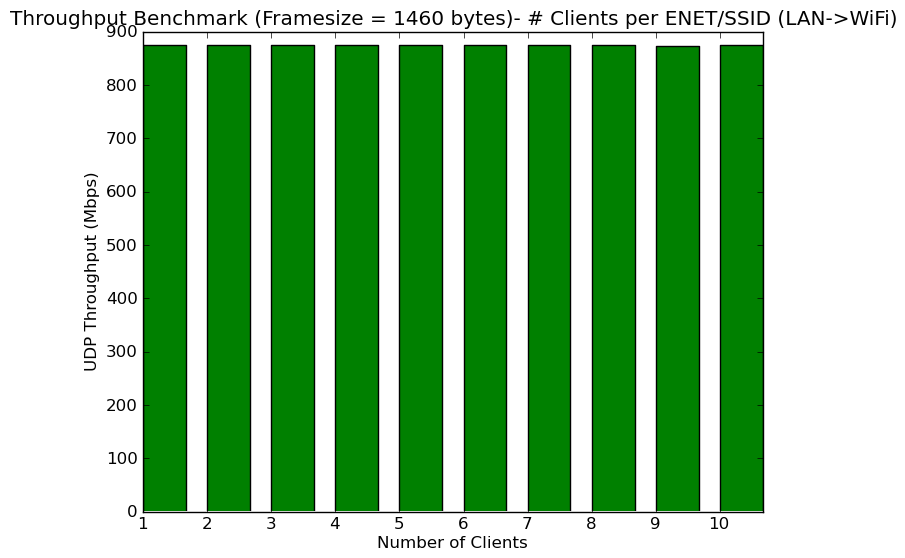 Throughput Benchmark (Framesize = 1460 bytes)- # Clients per ENET/SSID (LAN->WiFi)
900
800
700
600
500
400
300
200
100
0
UDP Throughput (Mbps)
1 2 3 4 5 6 7 8 9 10
Number of Clients